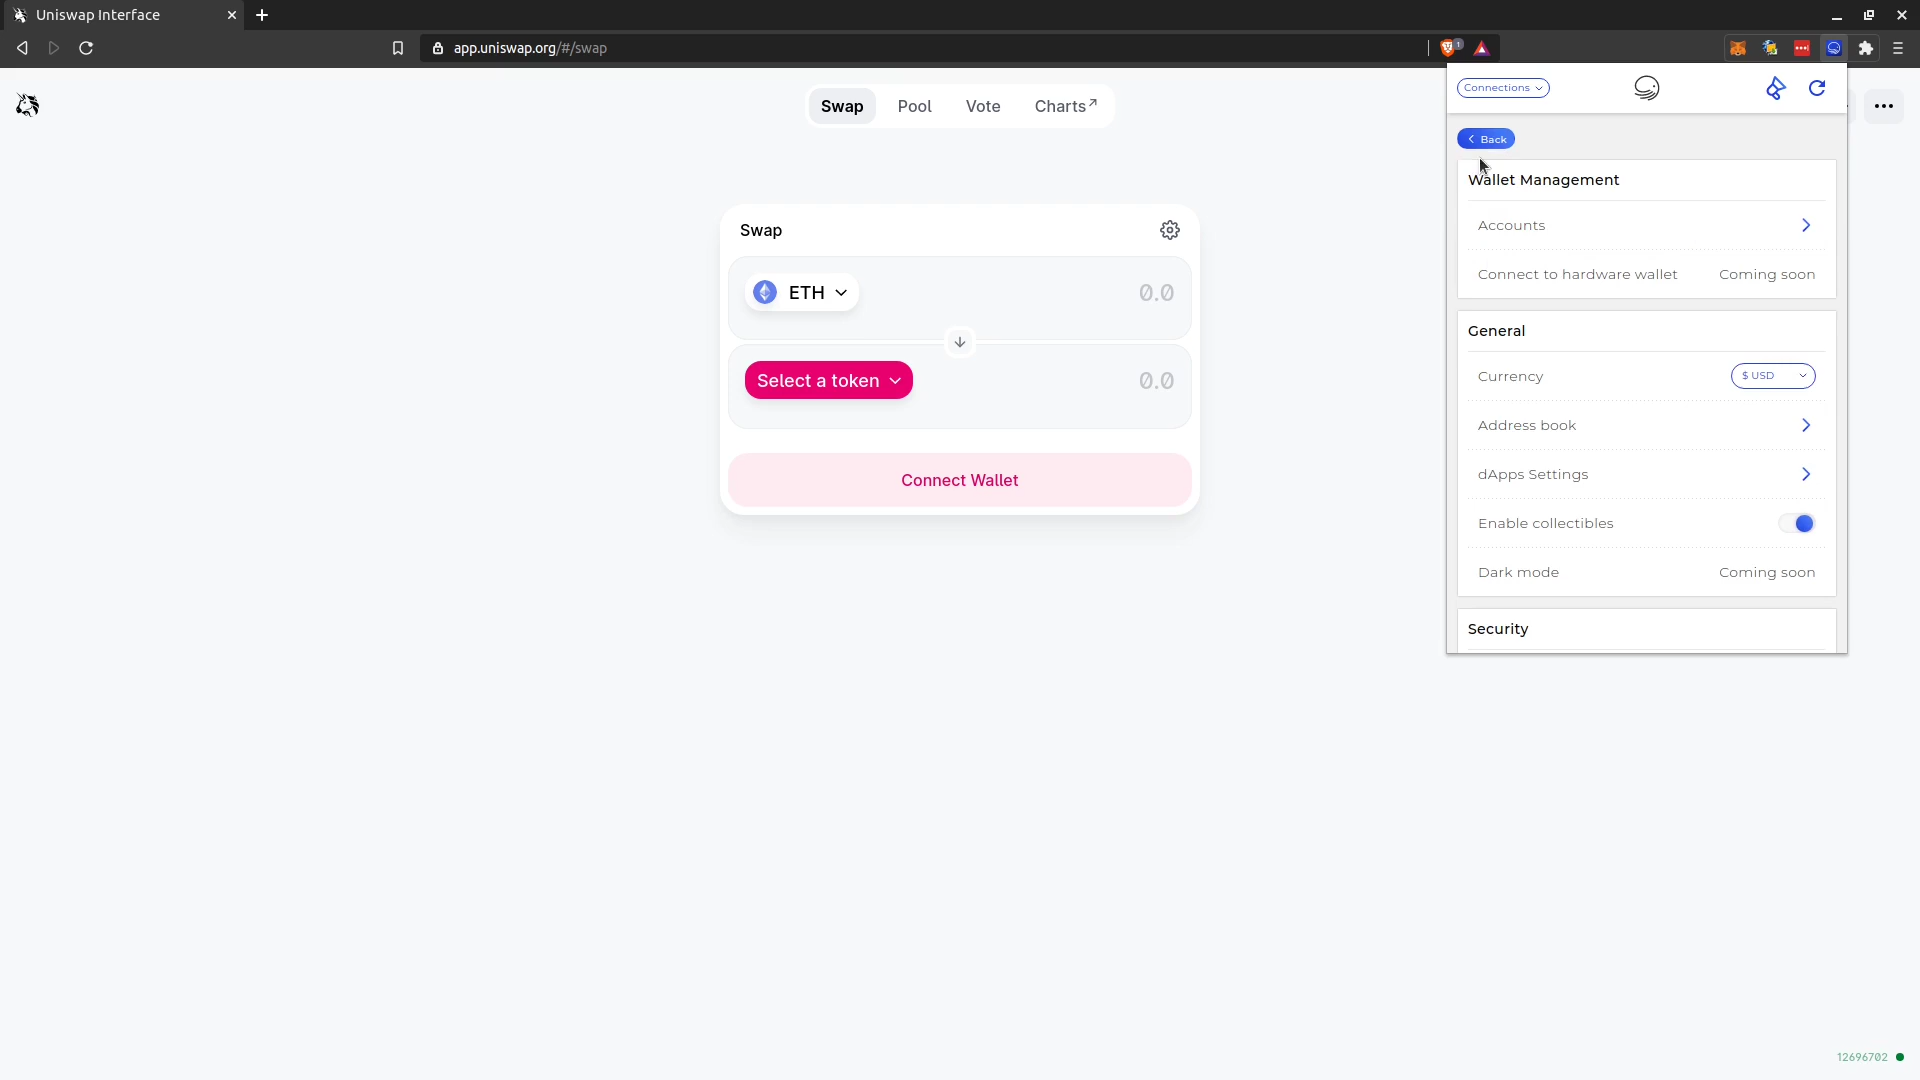 Uniswap Interface
app.uniswap.org/#/swap
1
Swap
Pool
Vote
Charts↗
Connections
Back
Wallet Management
Accounts
Connect to hardware wallet Coming soon
General
Currency $ USD
Address book
dApps Settings
Enable collectibles
Dark mode Coming soon
Security
Swap
ETH 0.0
Select a token 0.0
Connect Wallet
12696702